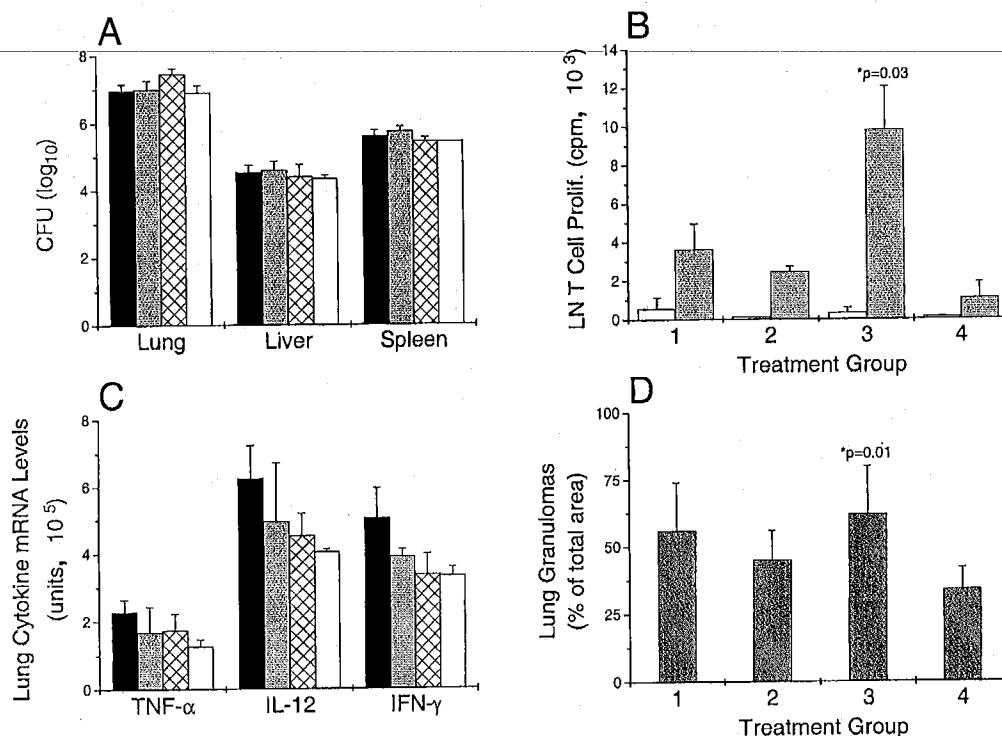 A
CFU (log10)
8
6
4
2
0
Lung Liver Spleen
B
LN T Cell Prolif. (cpm, 10 3)
14
12
10
8
6
4
2
0
*p=0.03
1 2 3 4
Treatment Group
C
Lung Cytokine mRNA Levels
(units, 10 5)
8
6
4
2
0
TNF-α IL-12 IFN-γ
D
Lung Granulomas
(% of total area)
100
75
50
25
0
*p=0.01
1 2 3 4
Treatment Group